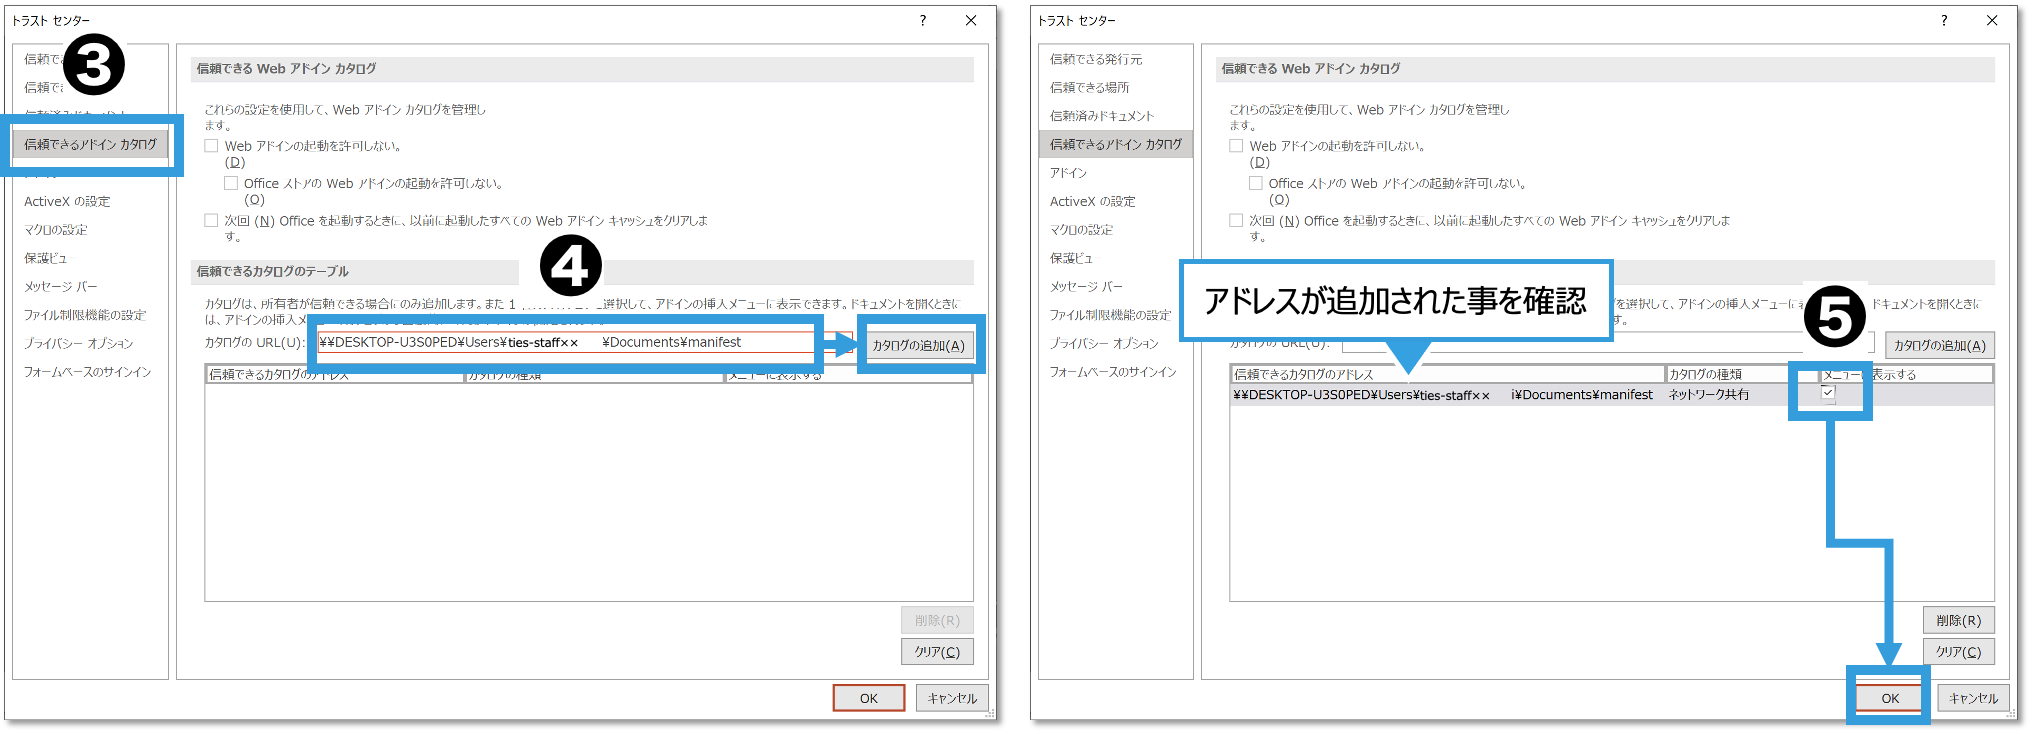 トラスト センター
?
信頼でき
❸
信頼でき
信頼済みドキュメント
信頼できるアドイン カタログ
ActiveX の設定
マクロの設定
保護ビュー
メッセージ バー
ファイル制限機能の設定
プライバシー オプション
フォームベースのサインイン
信頼できる Web アドイン カタログ
これらの設定を使用して、Web アドイン カタログを管理し
ます。
Web アドインの起動を許可しない。
(D)
Office ストアの Web アドインの起動を許可しない。
(O)
次回 (N) Office を起動するときに、以前に起動したすべての Web アドイン キャッシュをクリアしま
す。
信頼できるカタログのテーブル
❹
カタログは、所有者が信頼できる場合にのみ追加します。また 1 選択して、アドインの挿入メニューに表示できます。ドキュメントを開くときに
は、アドインの挿入メ
カタログの URL(U):
¥¥DESKTOP-U3S0PED¥Users¥ties-staff×× ¥Documents¥manifest
カタログの追加(A)
信頼できるカタログのアドレス
カタログの種類
メニューに表示する
削除(R)
クリア(C)
OK
キャンセル
トラスト センター
?
信頼できる発行元
信頼できる場所
信頼済みドキュメント
信頼できるアドイン カタログ
アドイン
ActiveX の設定
マクロの設定
保護ビュー
メッセージ バー
ファイル制限機能の設定
プライバシー オプション
フォームベースのサインイン
信頼できる Web アドイン カタログ
これらの設定を使用して、Web アドイン カタログを管理し
ます。
Web アドインの起動を許可しない。
(D)
Office ストアの Web アドインの起動を許可しない。
(O)
次回 (N) Office を起動するときに、以前に起動したすべての Web アドイン キャッシュをクリアしま
す。
アドレスが追加された事を確認
❺
を選択して、アドインの挿入メニューに ドキュメントを開くときに
す。
カタログの URL(U):
カタログの追加(A)
信頼できるカタログのアドレス
カタログの種類
メニューに表示する
¥¥DESKTOP-U3S0PED¥Users¥ties-staff×× i¥Documents¥manifest
ネットワーク共有
削除(R)
クリア(C)
OK
キャンセル